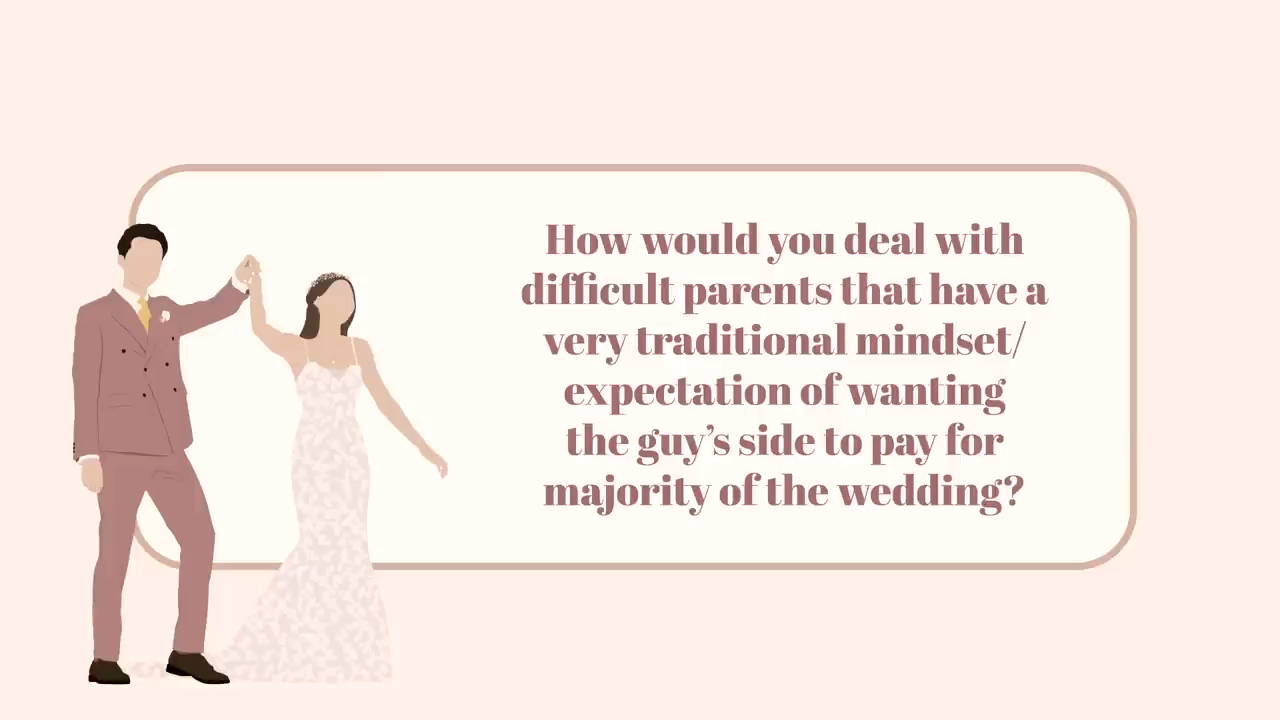 How would you deal with
difficult parents that have a
very traditional mindset/
expectation of wanting
the guy’s side to pay for
majority of the wedding?